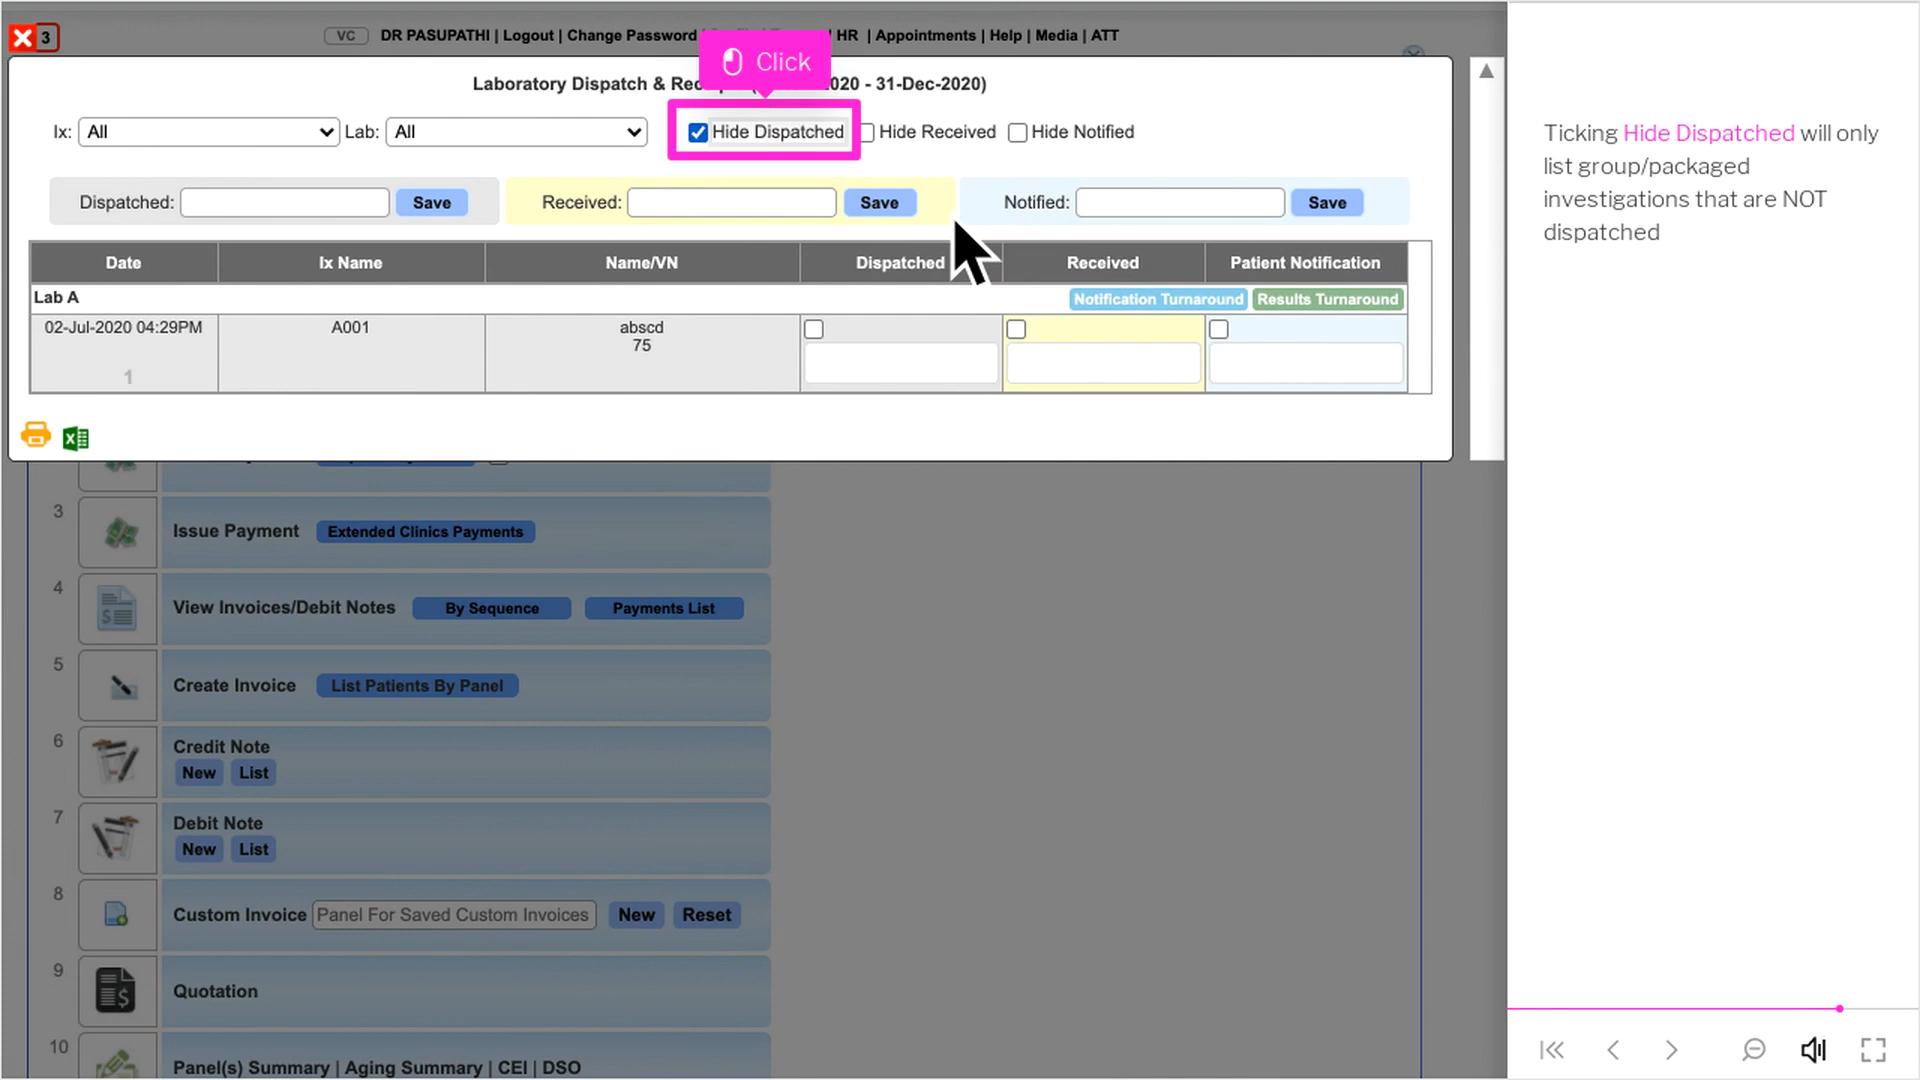 3
VC DR PASUPATHI | Logout | Change Password HR | Appointments | Help | Media | ATT
Click
Laboratory Dispatch & 020 - 31-Dec-2020)
Ix: All Lab: All Hide Dispatched Hide Received Hide Notified
Dispatched: Save Received: Save Notified: Save
Date Ix Name Name/VN Dispatched Received Patient Notification
Lab A Notification Turnaround Results Turnaround
02-Jul-2020 04:29PM A001 abscd
75
1
3 Issue Payment Extended Clinics Payments
4 View Invoices/Debit Notes By Sequence Payments List
5 Create Invoice List Patients By Panel
6 Credit Note
New List
7 Debit Note
New List
8 Custom Invoice Panel For Saved Custom Invoices New Reset
9 Quotation
10 Panel(s) Summary | Aging Summary | CEI | DSO
Ticking Hide Dispatched will only
list group/packaged
investigations that are NOT
dispatched